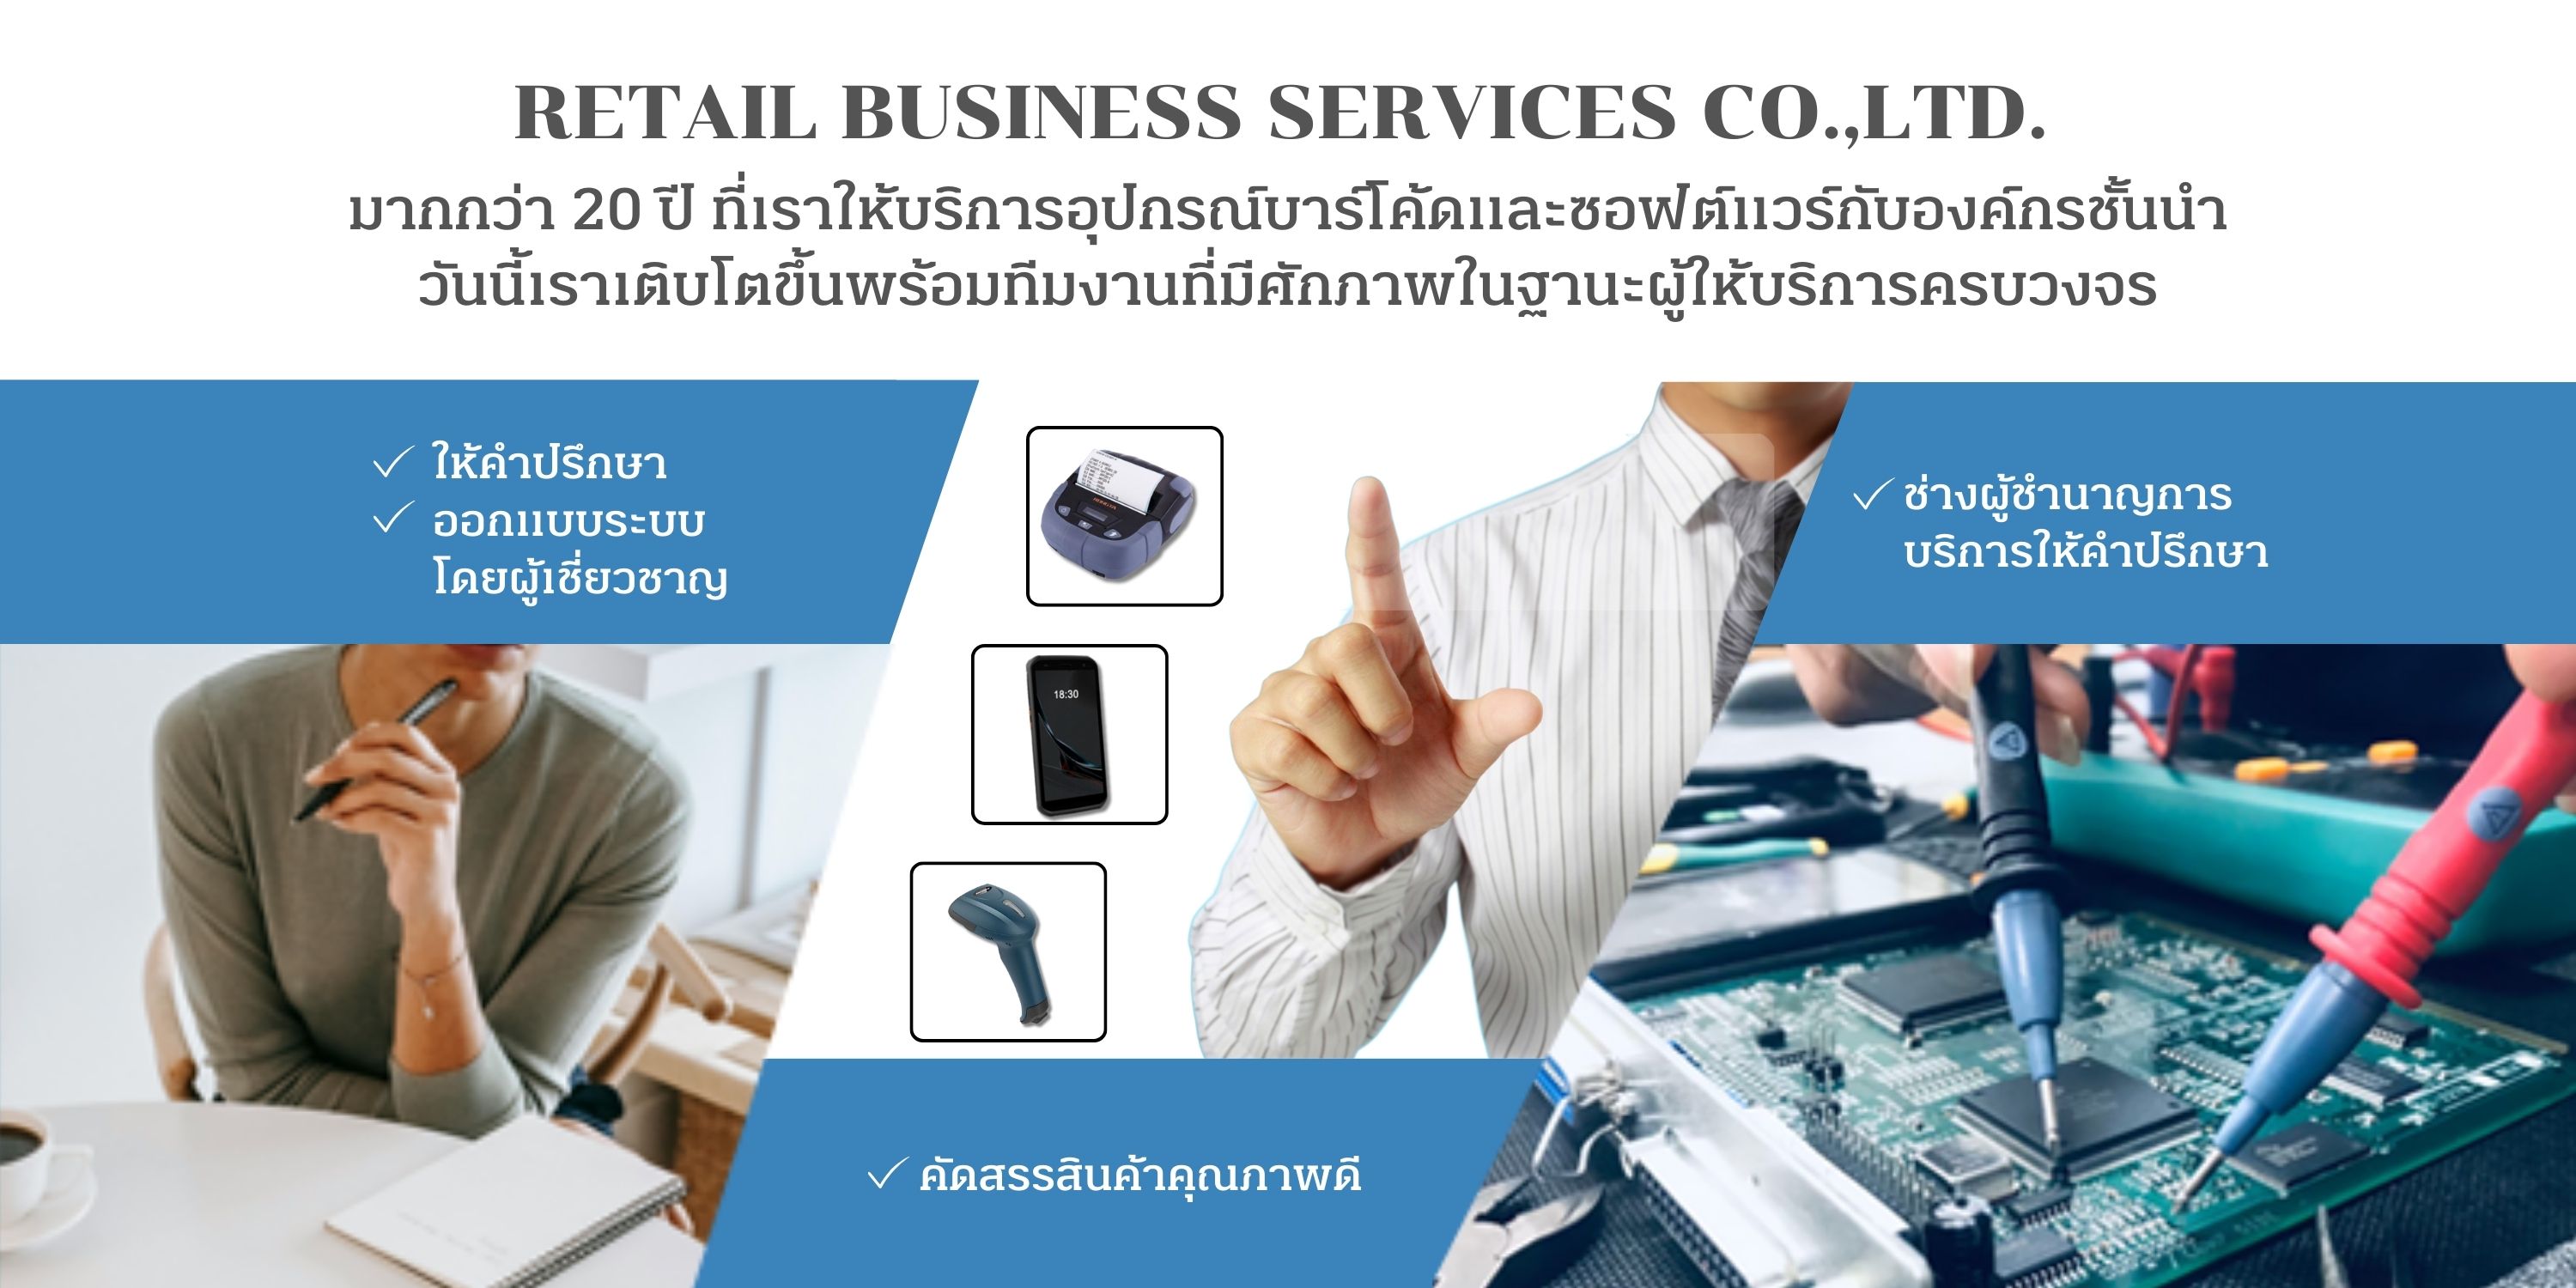 RETAIL BUSINESS SERVICES CO.,LTD.
มากกว่า 20 ปี ที่เราให้บริการอุปกรณ์บาร์โค้ดและซอฟต์แวร์กับองค์กรชั้นนำ
วันนี้เราเติบโตขึ้นพร้อมทีมงานที่มีศักภาพในฐานะผู้ให้บริการครบวงจร
ให้คำปรึกษา
ออกแบบระบบ
โดยผู้เชี่ยวชาญ
ช่างผู้ชำนาญการ
บริการให้คำปรึกษา
18:30
คัดสรรสินค้าคุณภาพดี